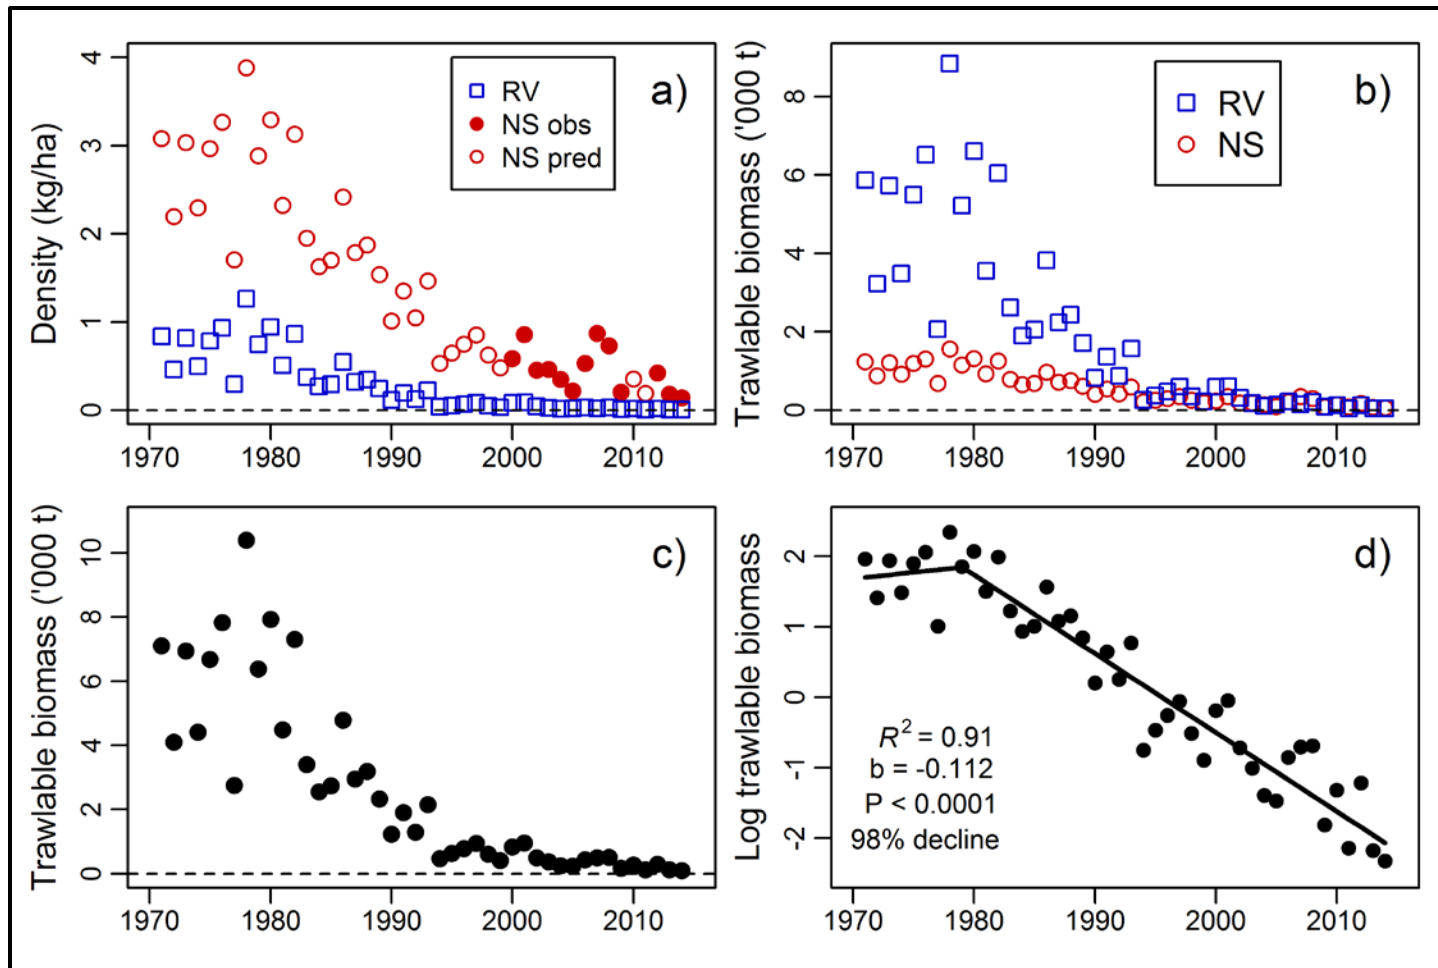 a)
RV
NS obs
NS pred
Density (kg/ha)
4
3
2
1
0
1970 1980 1990 2000 2010
b)
RV
NS
Trawlable biomass ('000 t)
8
6
4
2
0
1970 1980 1990 2000 2010
c)
Trawlable biomass ('000 t)
10
8
6
4
2
0
1970 1980 1990 2000 2010
d)
Log trawlable biomass
2
1
0
-1
-2
R² = 0.91
b = -0.112
P < 0.0001
98% decline
1970 1980 1990 2000 2010